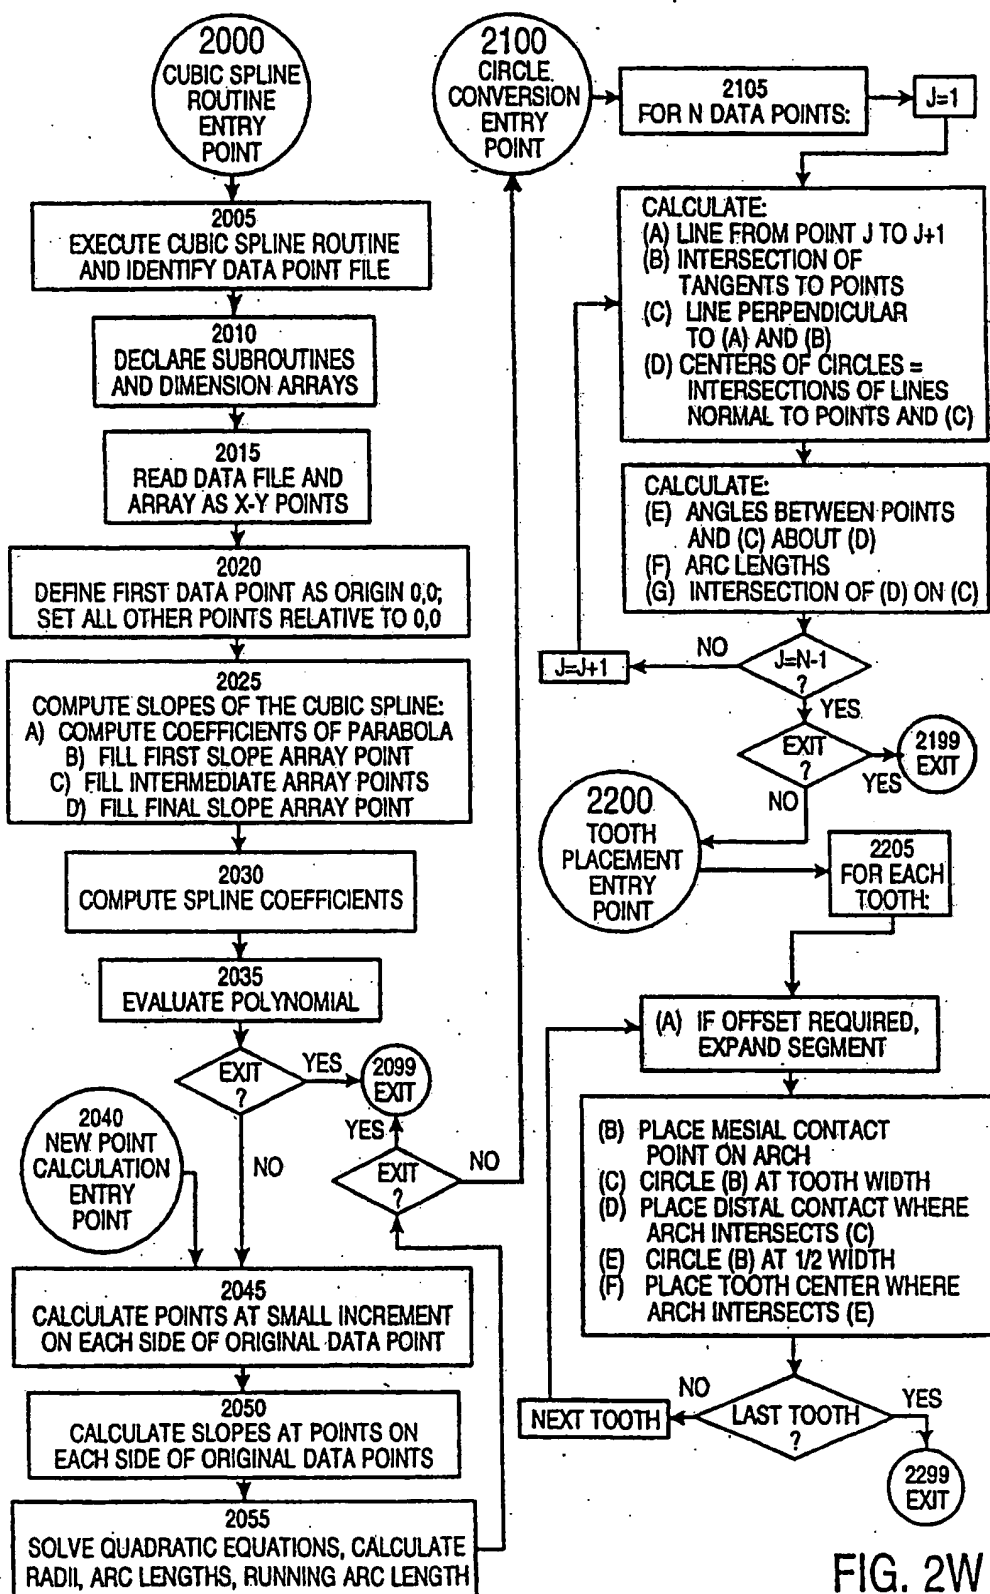 2000
CUBIC SPLINE
ROUTINE
ENTRY
POINT
2005
EXECUTE CUBIC SPLINE ROUTINE
AND IDENTIFY DATA POINT FILE
2010
DECLARE SUBROUTINES
AND DIMENSION ARRAYS
2015
READ DATA FILE AND
ARRAY AS X-Y POINTS
2020
DEFINE FIRST DATA POINT AS ORIGIN 0,0;
SET ALL OTHER POINTS RELATIVE TO 0,0
2025
COMPUTE SLOPES OF THE CUBIC SPLINE:
A) COMPUTE COEFFICIENTS OF PARABOLA
B) FILL FIRST SLOPE ARRAY POINT
C) FILL INTERMEDIATE ARRAY POINTS
D) FILL FINAL SLOPE ARRAY POINT
2030
COMPUTE SPLINE COEFFICIENTS
2035
EVALUATE POLYNOMIAL
EXIT
?
YES
2099
EXIT
NO
2040
NEW POINT
CALCULATION
ENTRY
POINT
YES
EXIT
?
NO
2045
CALCULATE POINTS AT SMALL INCREMENT
ON EACH SIDE OF ORIGINAL DATA POINT
2050
CALCULATE SLOPES AT POINTS ON
EACH SIDE OF ORIGINAL DATA POINTS
2055
SOLVE QUADRATIC EQUATIONS, CALCULATE
RADII, ARC LENGTHS, RUNNING ARC LENGTH
2100
CIRCLE
CONVERSION
ENTRY
POINT
2105
FOR N DATA POINTS:
J=1
CALCULATE:
(A) LINE FROM POINT J TO J+1
(B) INTERSECTION OF
TANGENTS TO POINTS
(C) LINE PERPENDICULAR
TO (A) AND (B)
(D) CENTERS OF CIRCLES =
INTERSECTIONS OF LINES
NORMAL TO POINTS AND (C)
CALCULATE:
(E) ANGLES BETWEEN POINTS
AND (C) ABOUT (D)
(F) ARC LENGTHS
(G) INTERSECTION OF (D) ON (C)
J=N-1
?
NO
J=J+1
YES
EXIT
?
YES
2199
EXIT
NO
2200
TOOTH
PLACEMENT
ENTRY
POINT
2205
FOR EACH
TOOTH:
(A) IF OFFSET REQUIRED,
EXPAND SEGMENT
(B) PLACE MESIAL CONTACT
POINT ON ARCH
(C) CIRCLE (B) AT TOOTH WIDTH
(D) PLACE DISTAL CONTACT WHERE
ARCH INTERSECTS (C)
(E) CIRCLE (B) AT 1/2 WIDTH
(F) PLACE TOOTH CENTER WHERE
ARCH INTERSECTS (E)
LAST TOOTH
?
NO
NEXT TOOTH
YES
2299
EXIT
FIG. 2W